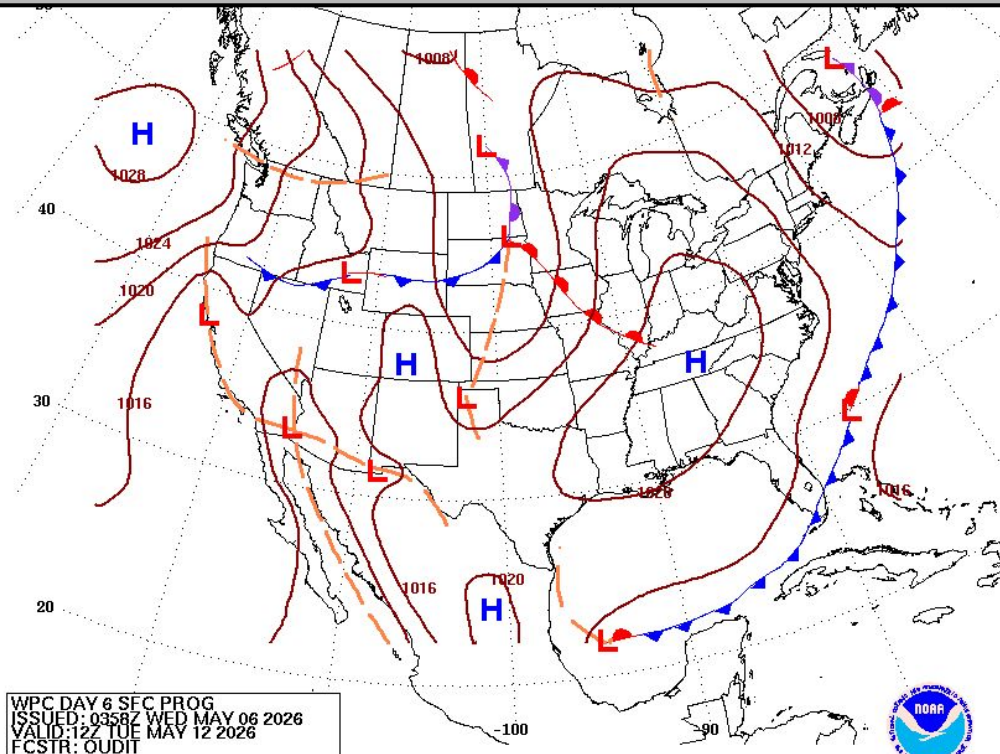 1008
L
L
1008
H
L
1012
1028
40
L
1024
L
1020
L
H
H
30
L
1016
L
L
L
1020
1016
1016
1020
H
20
L
WPC DAY 6 SFC PROG
ISSUED: 0358Z WED MAY 06 2026
VALID:12Z TUE MAY 12 2026
FCSTR: OUDIT
-100
-90
NOAA